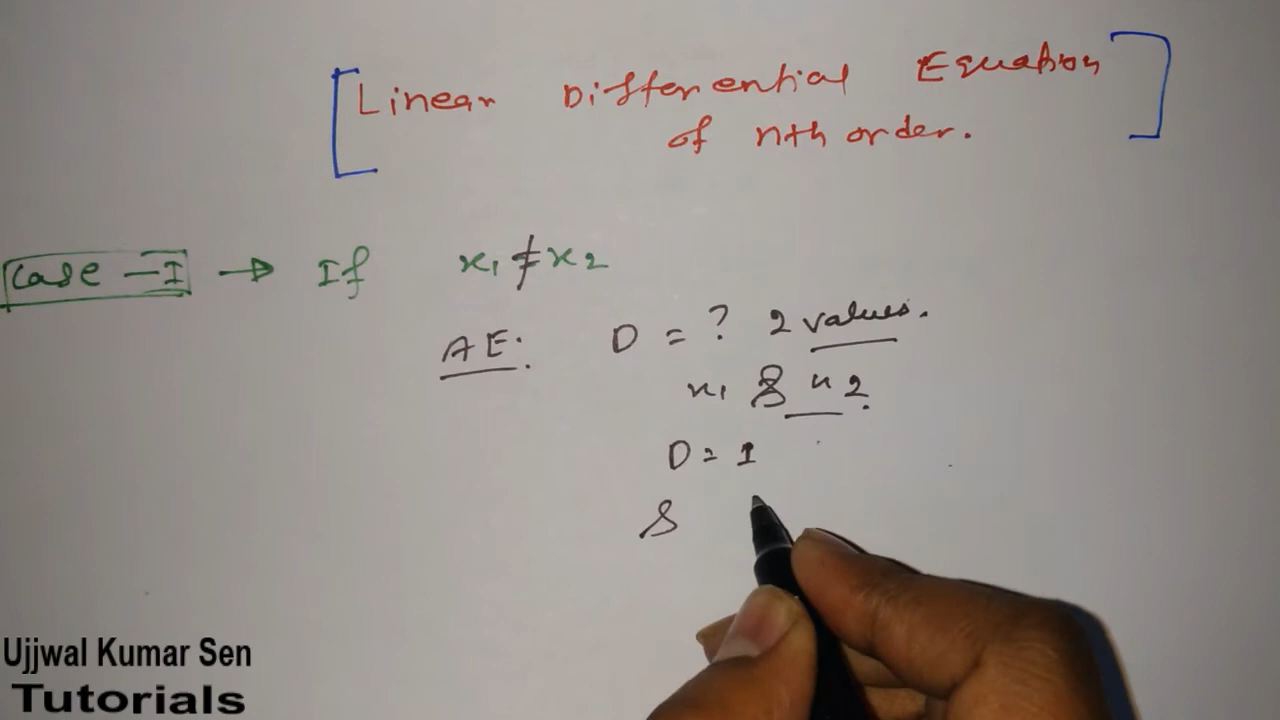 [Linear Differential Equation
of nth order.]
Case - I → If x₁ ≠ x₂
AE: D = ? 2 values.
x₁ & x₂.
D = 1
&
Ujjwal Kumar Sen
Tutorials